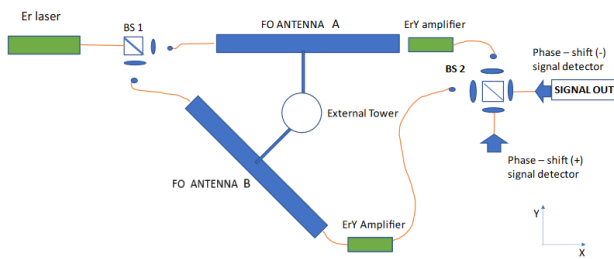 Er laser
BS 1
FO ANTENNA A
ErY amplifier
Phase – shift (-)
signal detector
BS 2
SIGNAL OUT
External Tower
Phase – shift (+)
signal detector
FO ANTENNA B
ErY Amplifier
Y
X